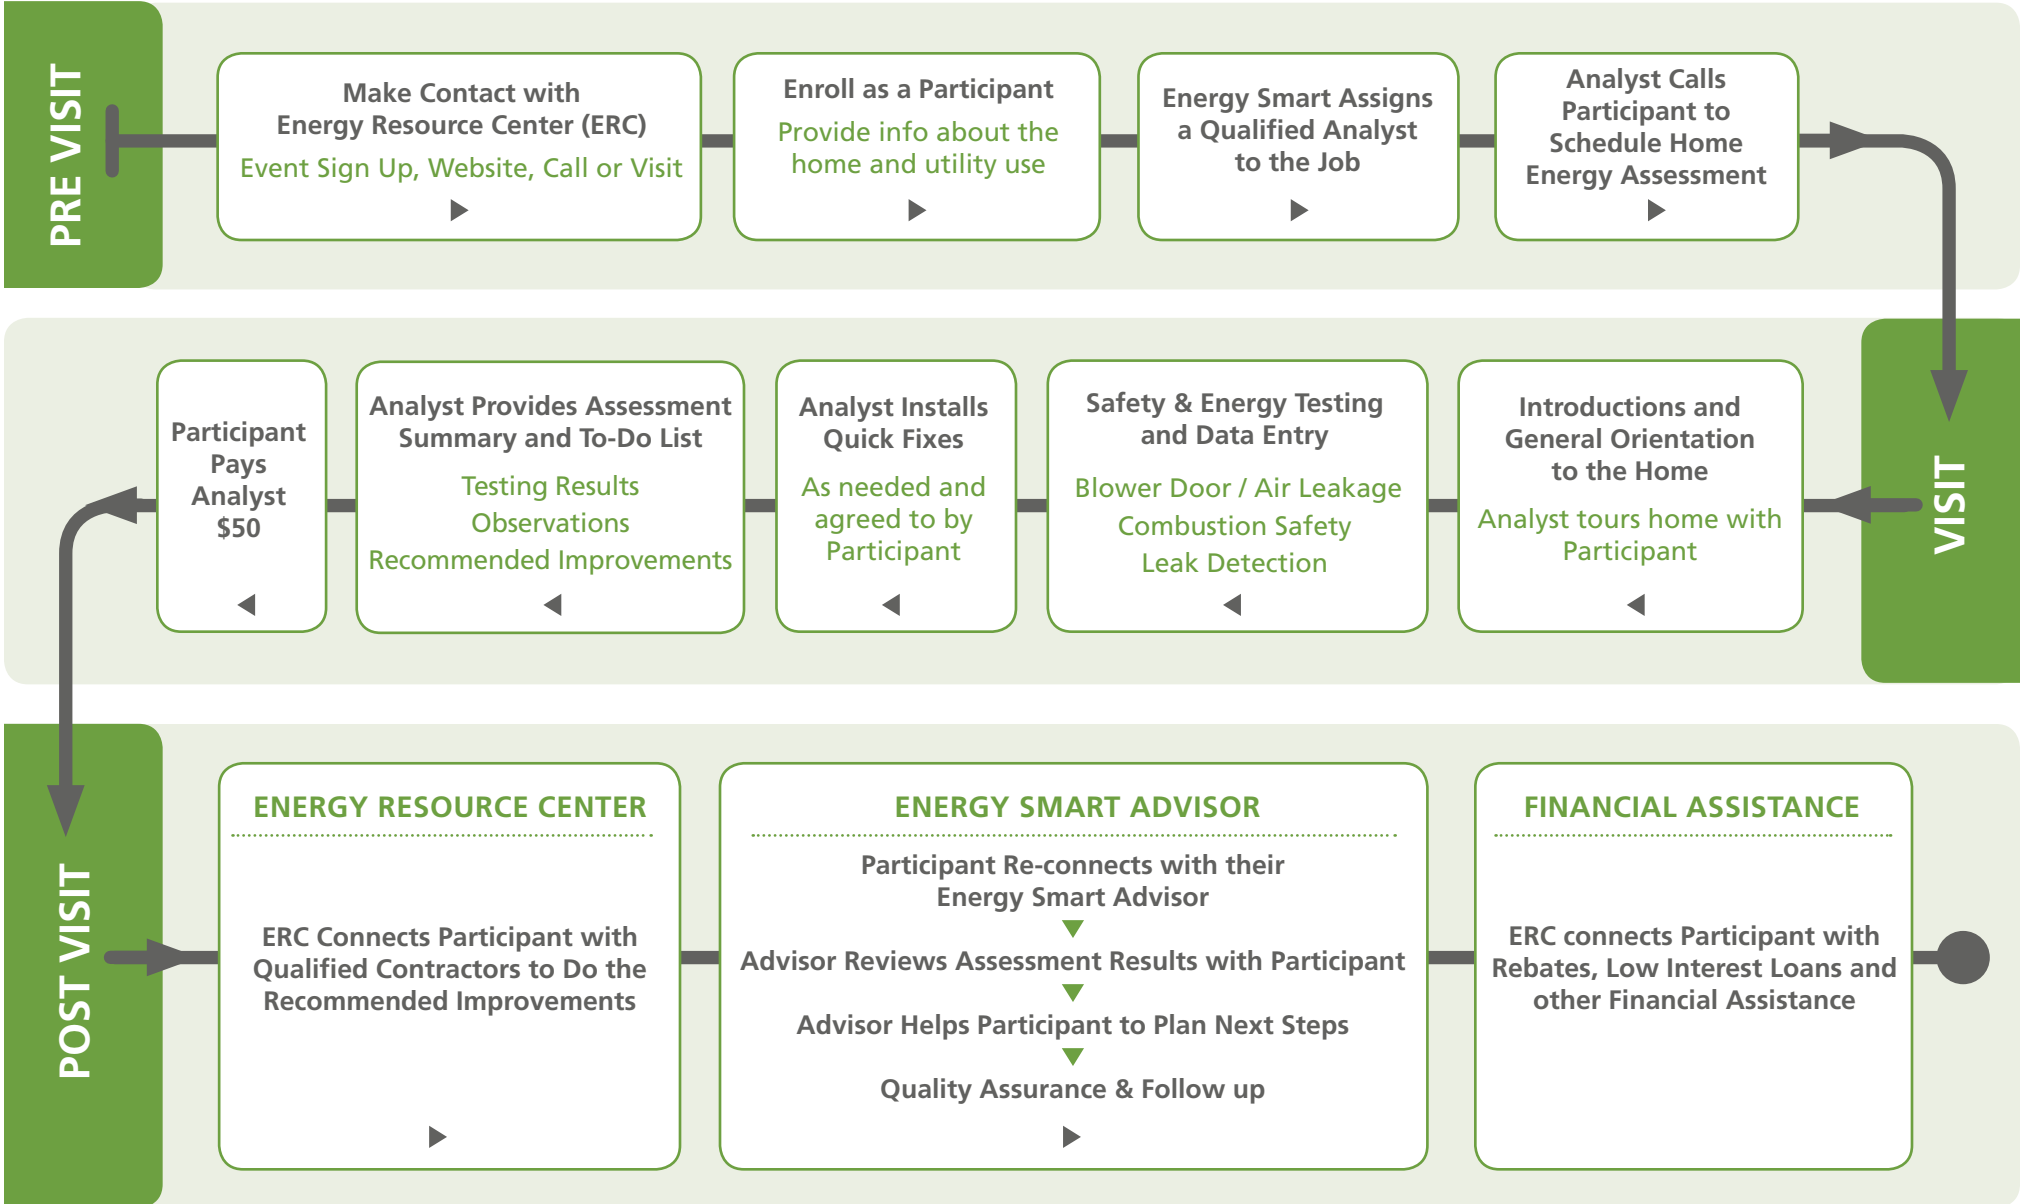 PRE VISIT
Make Contact with
Energy Resource Center (ERC)
Event Sign Up, Website, Call or Visit
Enroll as a Participant
Provide info about the
home and utility use
Energy Smart Assigns
a Qualified Analyst
to the Job
Analyst Calls
Participant to
Schedule Home
Energy Assessment
VISIT
Introductions and
General Orientation
to the Home
Analyst tours home with
Participant
Safety & Energy Testing
and Data Entry
Blower Door / Air Leakage
Combustion Safety
Leak Detection
Analyst Installs
Quick Fixes
As needed and
agreed to by
Participant
Analyst Provides Assessment
Summary and To-Do List
Testing Results
Observations
Recommended Improvements
Participant
Pays
Analyst
$50
POST VISIT
ENERGY RESOURCE CENTER
ERC Connects Participant with
Qualified Contractors to Do the
Recommended Improvements
ENERGY SMART ADVISOR
Participant Re-connects with their
Energy Smart Advisor
Advisor Reviews Assessment Results with Participant
Advisor Helps Participant to Plan Next Steps
Quality Assurance & Follow up
FINANCIAL ASSISTANCE
ERC connects Participant with
Rebates, Low Interest Loans and
other Financial Assistance